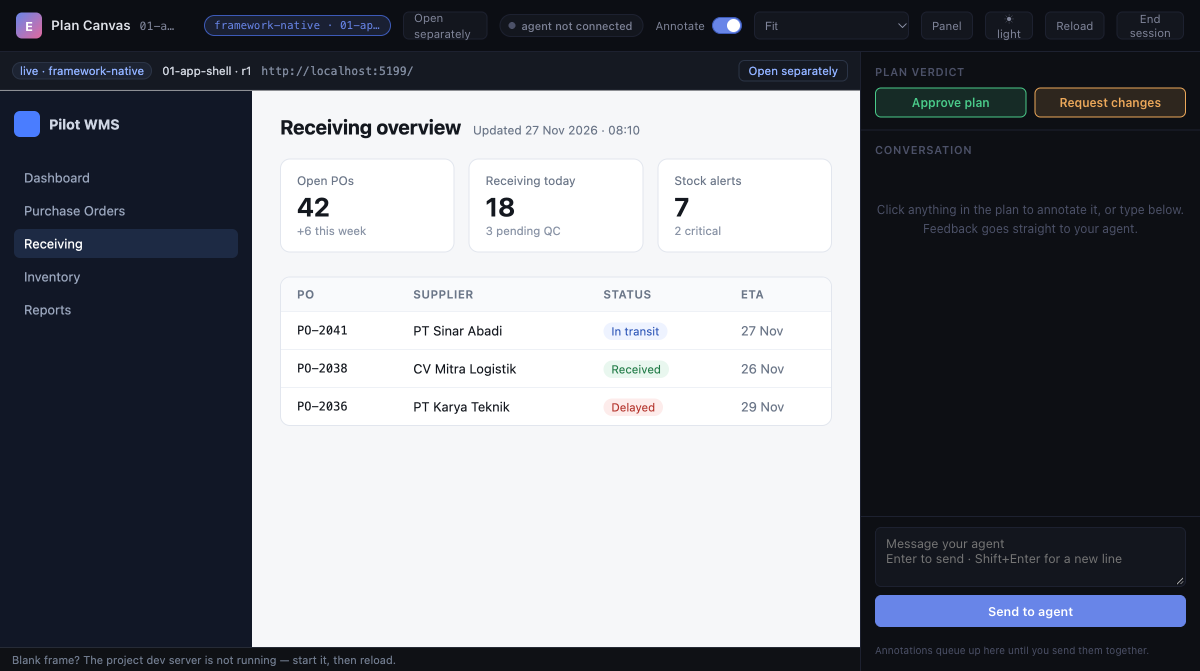 E Plan Canvas 01-a… framework-native · 01-ap… Open separately agent not connected Annotate Fit Panel light Reload End session
live · framework-native 01-app-shell · r1 http://localhost:5199/ Open separately
Pilot WMS
Dashboard
Purchase Orders
Receiving
Inventory
Reports
Receiving overview Updated 27 Nov 2026 · 08:10
Open POs
42
+6 this week
Receiving today
18
3 pending QC
Stock alerts
7
2 critical
PO SUPPLIER STATUS ETA
PO-2041 PT Sinar Abadi In transit 27 Nov
PO-2038 CV Mitra Logistik Received 26 Nov
PO-2036 PT Karya Teknik Delayed 29 Nov
Blank frame? The project dev server is not running — start it, then reload.
PLAN VERDICT
Approve plan Request changes
CONVERSATION
Click anything in the plan to annotate it, or type below.
Feedback goes straight to your agent.
Message your agent
Enter to send · Shift+Enter for a new line
Send to agent
Annotations queue up here until you send them together.